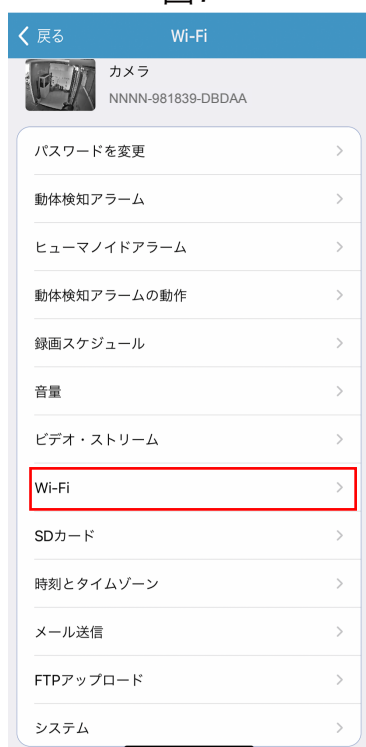 戻る Wi-Fi
カメラ
NNNN-981839-DBDAA
パスワードを変更
動体検知アラーム
ヒューマノイドアラーム
動体検知アラームの動作
録画スケジュール
音量
ビデオ・ストリーム
Wi-Fi
SDカード
時刻とタイムゾーン
メール送信
FTPアップロード
システム